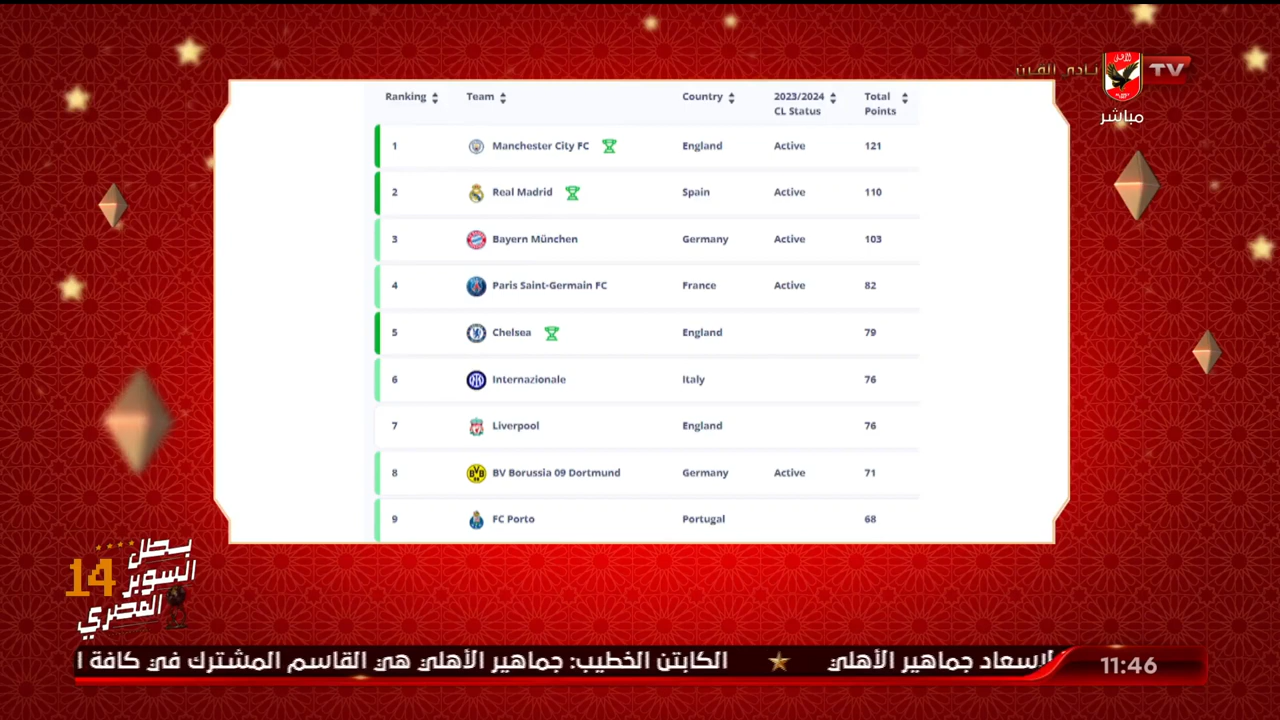 نادي القرن
TV
مباشر
Ranking Team Country 2023/2024 CL Status Total Points
1 Manchester City FC England Active 121
2 Real Madrid Spain Active 110
3 Bayern München Germany Active 103
4 Paris Saint-Germain FC France Active 82
5 Chelsea England 79
6 Internazionale Italy 76
7 Liverpool England 76
8 BV Borussia 09 Dortmund Germany Active 71
9 FC Porto Portugal 68
بطل
السوبر 14
المصري
لإسعاد جماهير الأهلي ★ الكابتن الخطيب: جماهير الأهلي هي القاسم المشترك في كافة ا
11:46